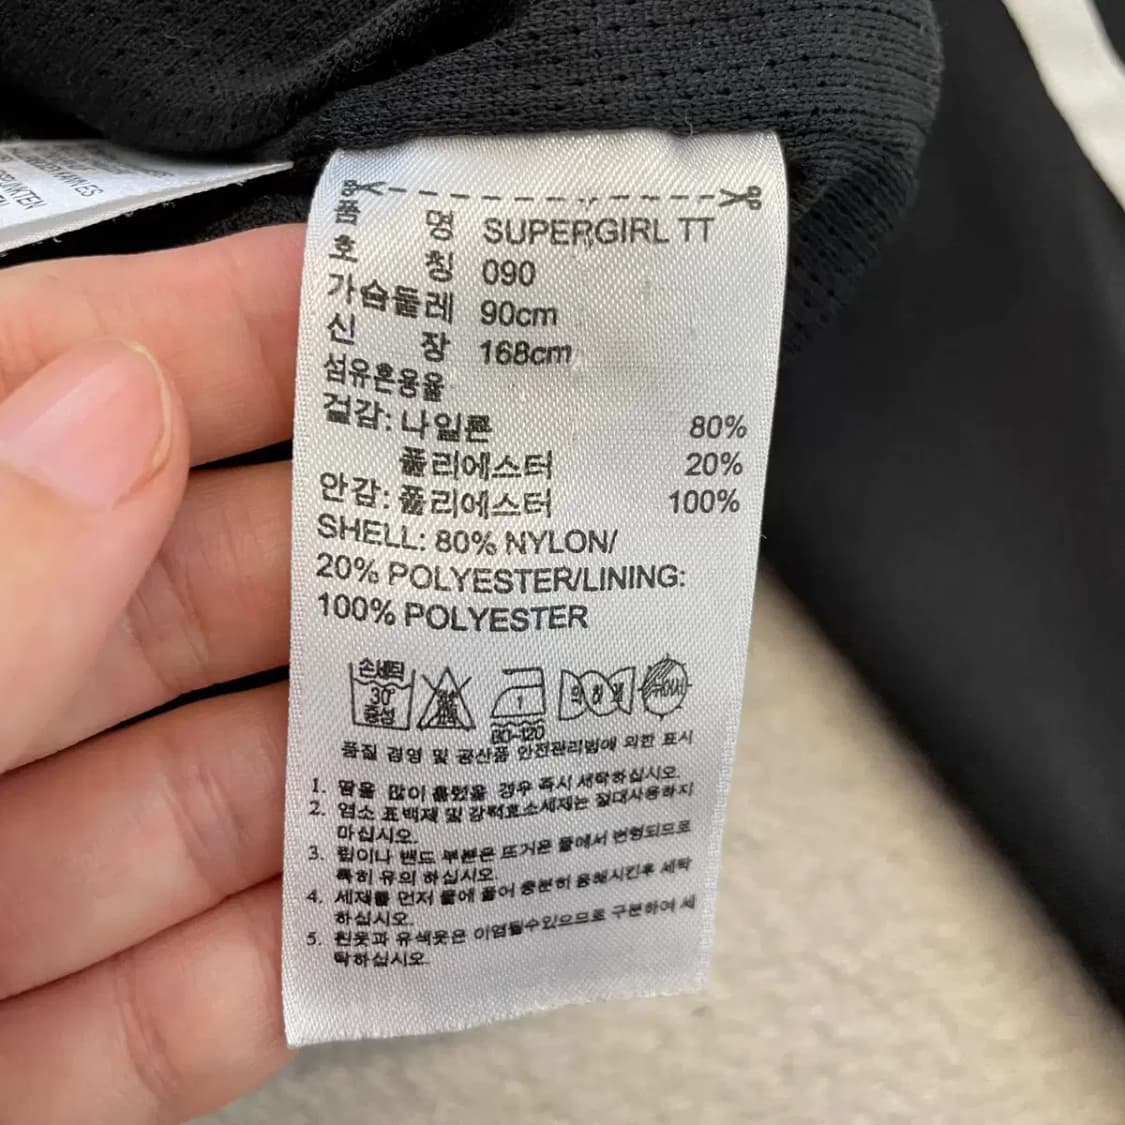 품 명 SUPERGIRL TT
호 칭 090
가슴둘레 90cm
신 장 168cm
섬유혼용율
겉감: 나일론 80%
폴리에스터 20%
안감: 폴리에스터 100%
SHELL: 80% NYLON/
20% POLYESTER/LINING:
100% POLYESTER
손세탁
30°
중성
80-120
품질 경영 및 공산품 안전관리법에 의한 표시
1. 땀을 많이 흘렸을 경우 즉시 세탁하십시오.
2. 염소 표백제 및 강력효소세제는 절대사용하지
마십시오.
3. 립이나 밴드 부분은 뜨거운 물에서 변형되므로
특히 유의 하십시오.
4. 세재를 먼저 물에 풀어 충분히 용해시킨후 세탁
하십시오.
5. 흰옷과 유색옷은 이염될수있으므로 구분하여 세
탁하십시오.